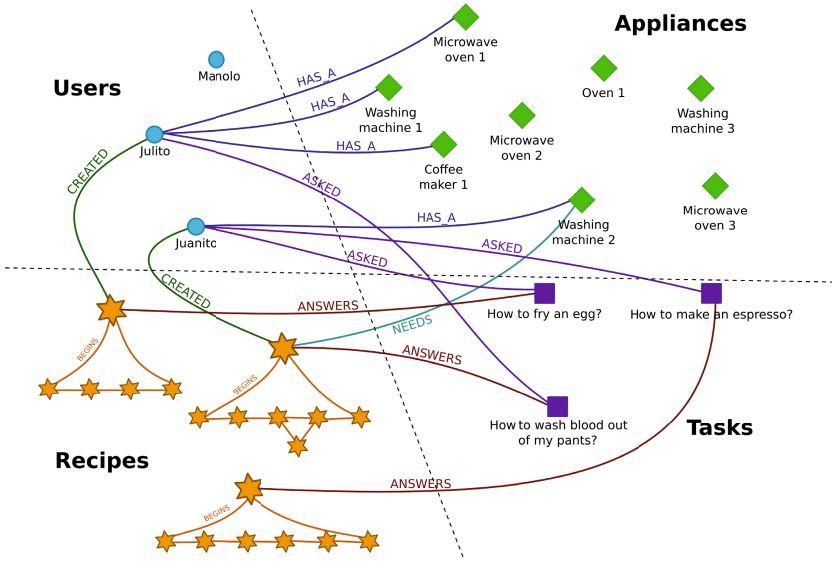 Appliances
Microwave
oven 1
Manolo
Users
HAS_A
Oven 1
HAS_A
Washing
machine 1
Washing
machine 3
Microwave
oven 2
Julito
HAS_A
Coffee
maker 1
CREATED
ASKED
Microwave
oven 3
HAS_A
Washing
machine 2
Juanito
ASKED
ASKED
CREATED
ANSWERS
How to fry an egg?
How to make an espresso?
NEEDS
BEGINS
ANSWERS
BEGINS
How to wash blood out
of my pants?
Tasks
Recipes
ANSWERS
BEGINS